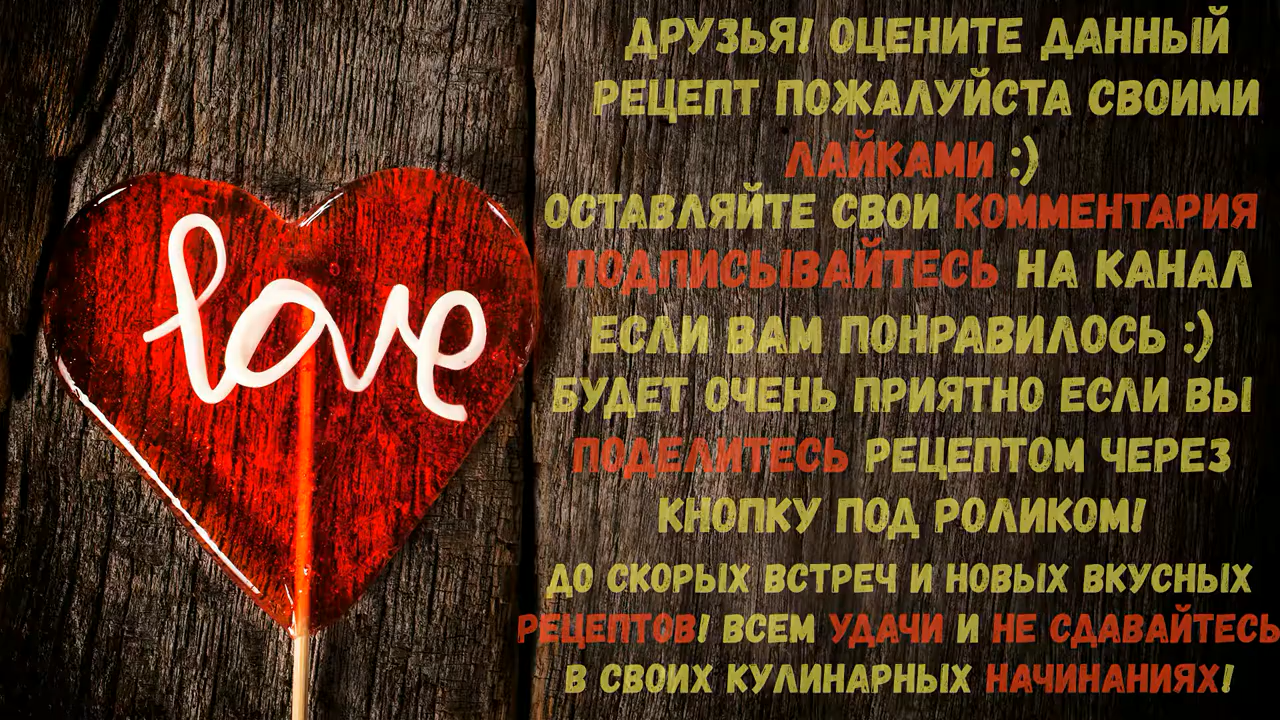 love
ДРУЗЬЯ! ОЦЕНИТЕ ДАННЫЙ
РЕЦЕПТ ПОЖАЛУЙСТА СВОИМИ
ЛАЙКАМИ :)
ОСТАВЛЯЙТЕ СВОИ КОММЕНТАРИЯ
ПОДПИСЫВАЙТЕСЬ НА КАНАЛ
ЕСЛИ ВАМ ПОНРАВИЛОСЬ :)
БУДЕТ ОЧЕНЬ ПРИЯТНО ЕСЛИ ВЫ
ПОДЕЛИТЕСЬ РЕЦЕПТОМ ЧЕРЕЗ
КНОПКУ ПОД РОЛИКОМ!
ДО СКОРЫХ ВСТРЕЧ И НОВЫХ ВКУСНЫХ
РЕЦЕПТОВ! ВСЕМ УДАЧИ И НЕ СДАВАЙТЕСЬ
В СВОИХ КУЛИНАРНЫХ НАЧИНАНИЯХ!